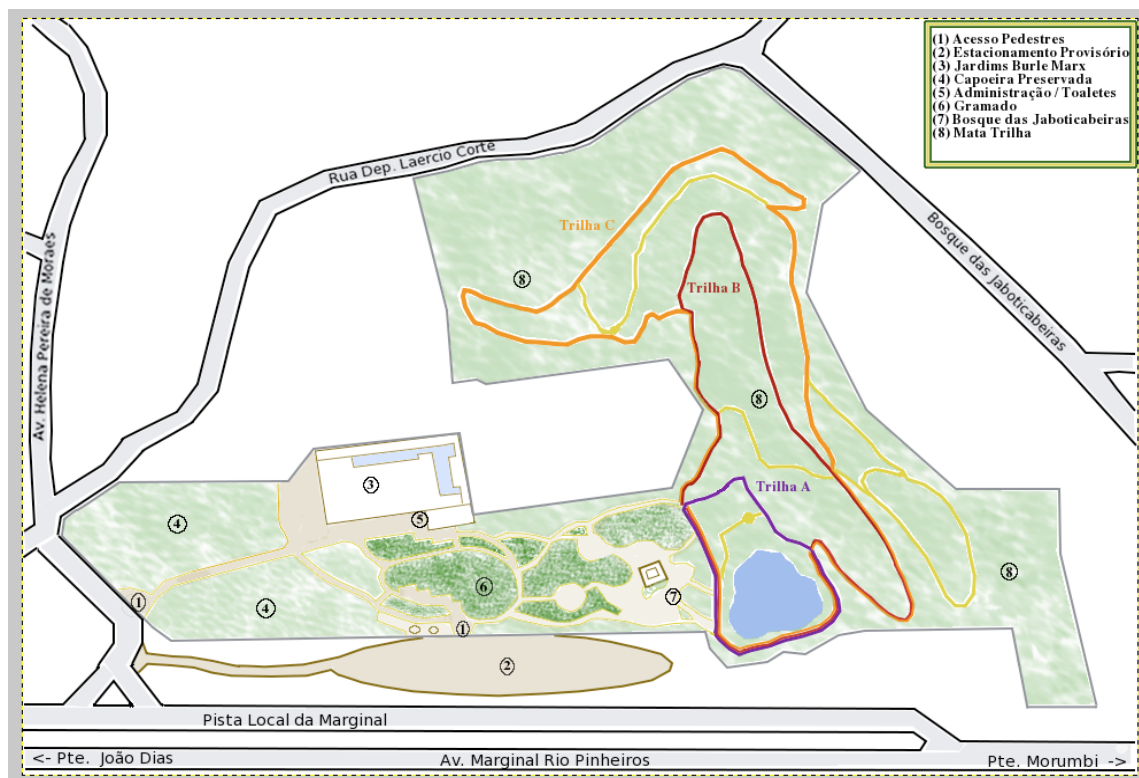 (1) Acesso Pedestres
(2) Estacionamento Provisório
(3) Jardims Burle Marx
(4) Capoeira Preservada
(5) Administração / Toaletes
(6) Gramado
(7) Bosque das Jaboticabeiras
(8) Mata Trilha
Rua Dep. Laercio Corte
Bosque das Jaboticabeiras
Av. Helena Pereira de Moraes
Trilha C
8
Trilha B
8
Trilha A
3
4
5
8
6
7
1
4
1
2
Pista Local da Marginal
<- Pte. João Dias
Av. Marginal Rio Pinheiros
Pte. Morumbi ->